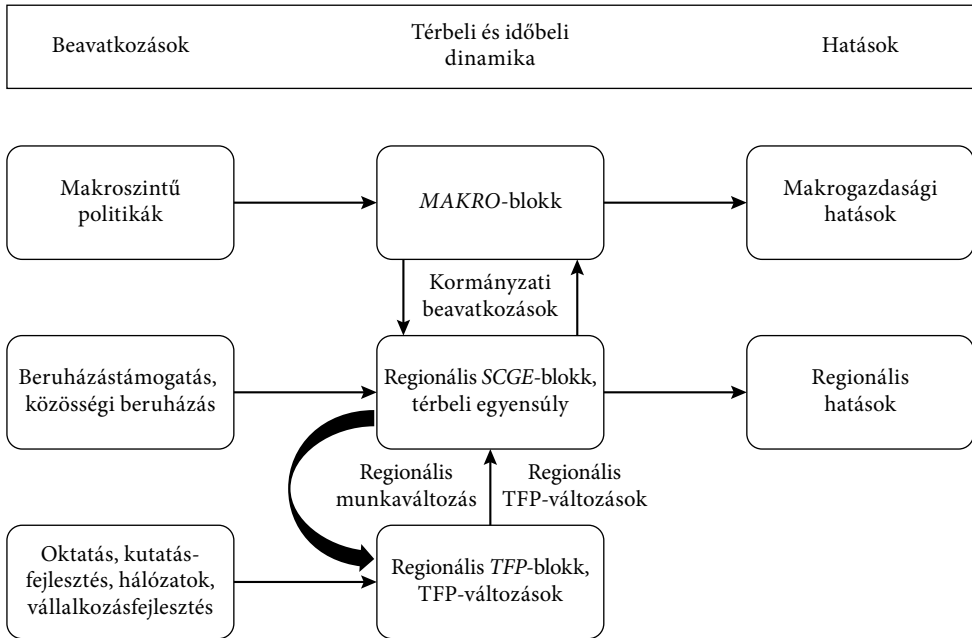 Beavatkozások
Térbeli és időbeli
dinamika
Hatások
Makroszintű
politikák
MAKRO-blokk
Makrogazdasági
hatások
Kormányzati
beavatkozások
Beruházástámogatás,
közösségi beruházás
Regionális SCGE-blokk,
térbeli egyensúly
Regionális
hatások
Regionális
munkaváltozás
Regionális
TFP-változások
Oktatás, kutatás-
fejlesztés, hálózatok,
vállalkozásfejlesztés
Regionális TFP-blokk,
TFP-változások